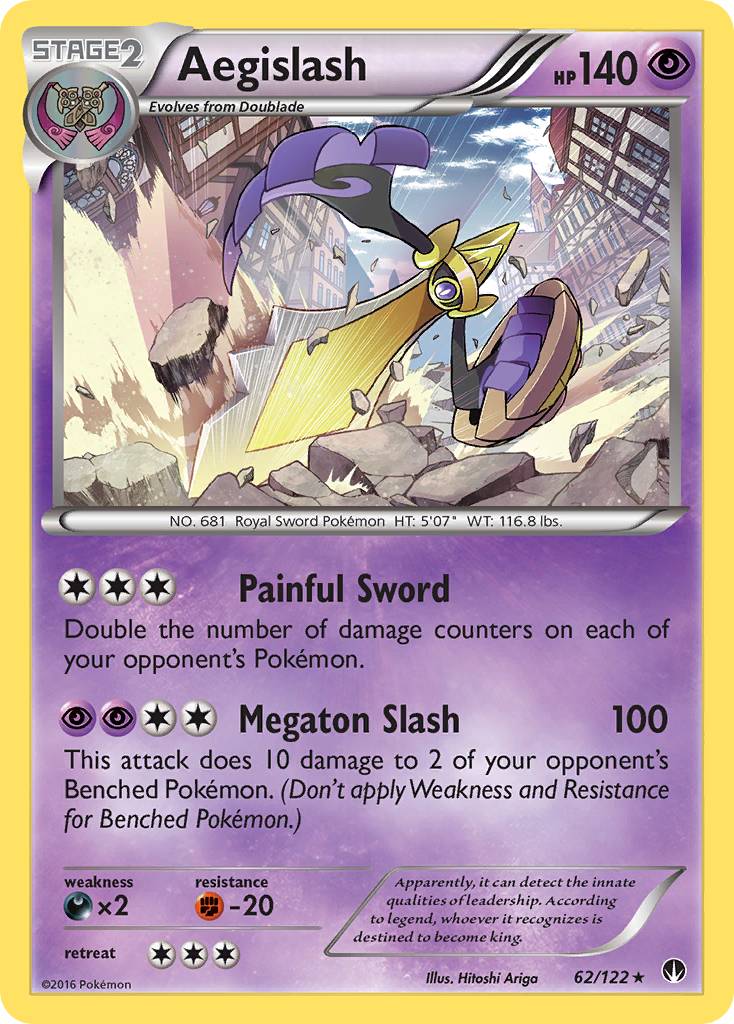 STAGE2
Aegislash
HP140
Evolves from Doublade
NO. 681 Royal Sword Pokémon HT: 5'07" WT: 116.8 lbs.
Painful Sword
Double the number of damage counters on each of
your opponent's Pokémon.
Megaton Slash 100
This attack does 10 damage to 2 of your opponent's
Benched Pokémon. (Don't apply Weakness and Resistance
for Benched Pokémon.)
weakness resistance
×2 -20
retreat
Apparently, it can detect the innate
qualities of leadership. According
to legend, whoever it recognizes is
destined to become king.
©2016 Pokémon
Illus. Hitoshi Ariga 62/122 ★